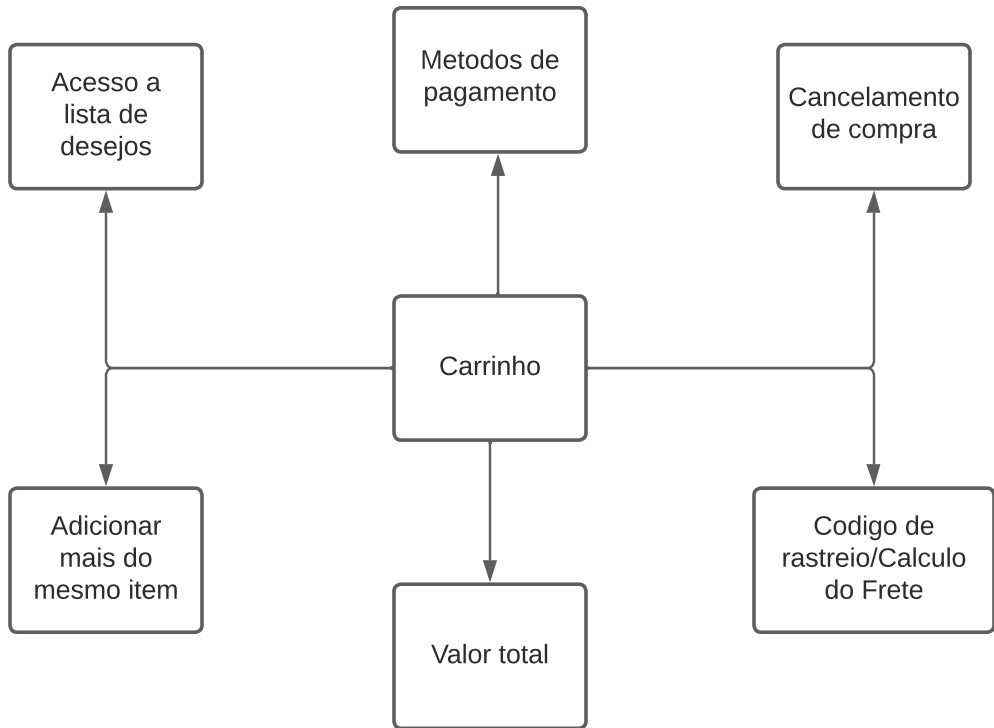 Acesso a
lista de
desejos
Metodos de
pagamento
Cancelamento
de compra
Carrinho
Adicionar
mais do
mesmo item
Valor total
Codigo de
rastreio/Calculo
do Frete